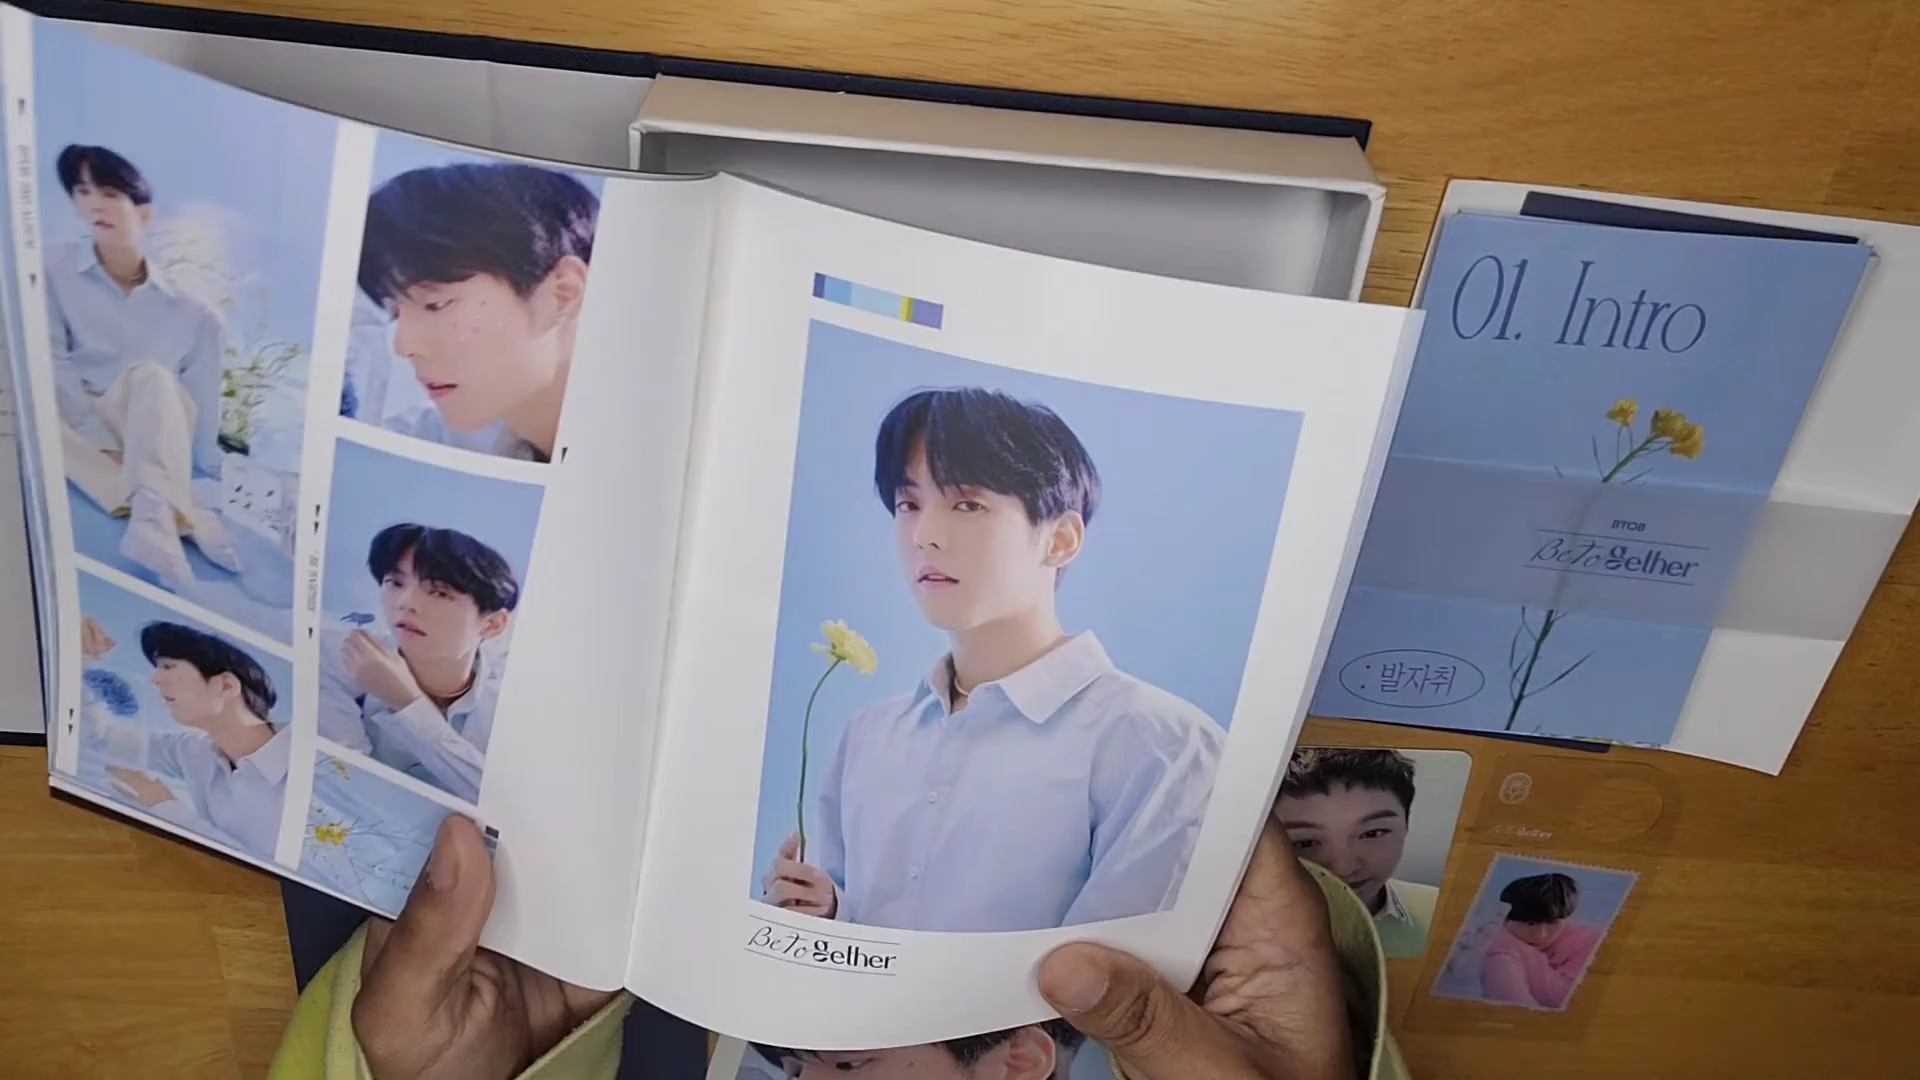 Be To gether
01. Intro
BTOB
Be To gether
: 발자취